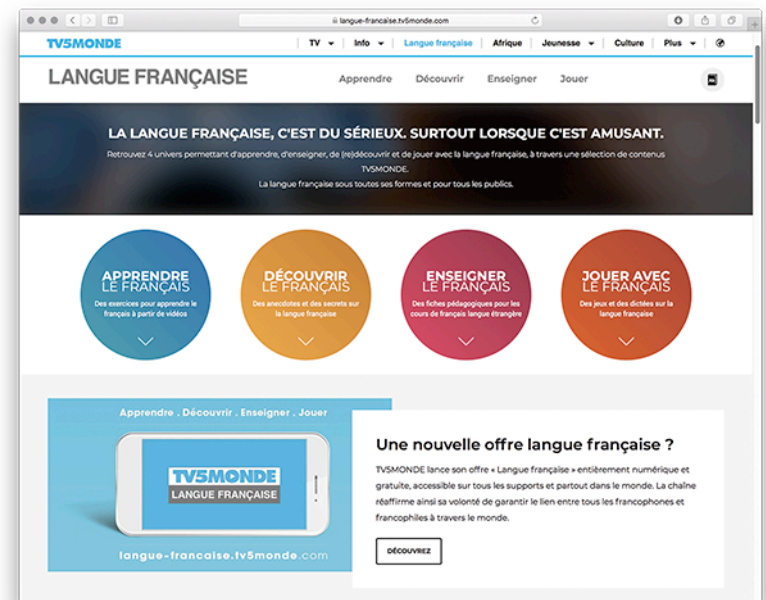 langue-francaise.tv5monde.com
TV5MONDE
TV
Info
Langue française
Afrique
Jeunesse
Culture
Plus
LANGUE FRANÇAISE
Apprendre
Découvrir
Enseigner
Jouer
LA LANGUE FRANÇAISE, C'EST DU SÉRIEUX. SURTOUT LORSQUE C'EST AMUSANT.
Retrouvez 4 univers permettant d'apprendre, d'enseigner, de (re)découvrir et de jouer avec la langue française, à travers une sélection de contenus
TV5MONDE.
La langue française sous toutes ses formes et pour tous les publics.
APPRENDRE
LE FRANÇAIS
Des exercices pour apprendre le
français à partir de vidéos
DÉCOUVRIR
LE FRANÇAIS
Des anecdotes et des secrets sur
la langue française
ENSEIGNER
LE FRANÇAIS
Des fiches pédagogiques pour les
cours de français langue étrangère
JOUER AVEC
LE FRANÇAIS
Des jeux et des dictées sur la
langue française
Apprendre . Découvrir . Enseigner . Jouer
TV5MONDE
LANGUE FRANÇAISE
langue-francaise.tv5monde.com
Une nouvelle offre langue française ?
TV5MONDE lance son offre « Langue française » entièrement numérique et
gratuite, accessible sur tous les supports et partout dans le monde. La chaîne
réaffirme ainsi sa volonté de garantir le lien entre tous les francophones et
francophiles à travers le monde.
DÉCOUVREZ